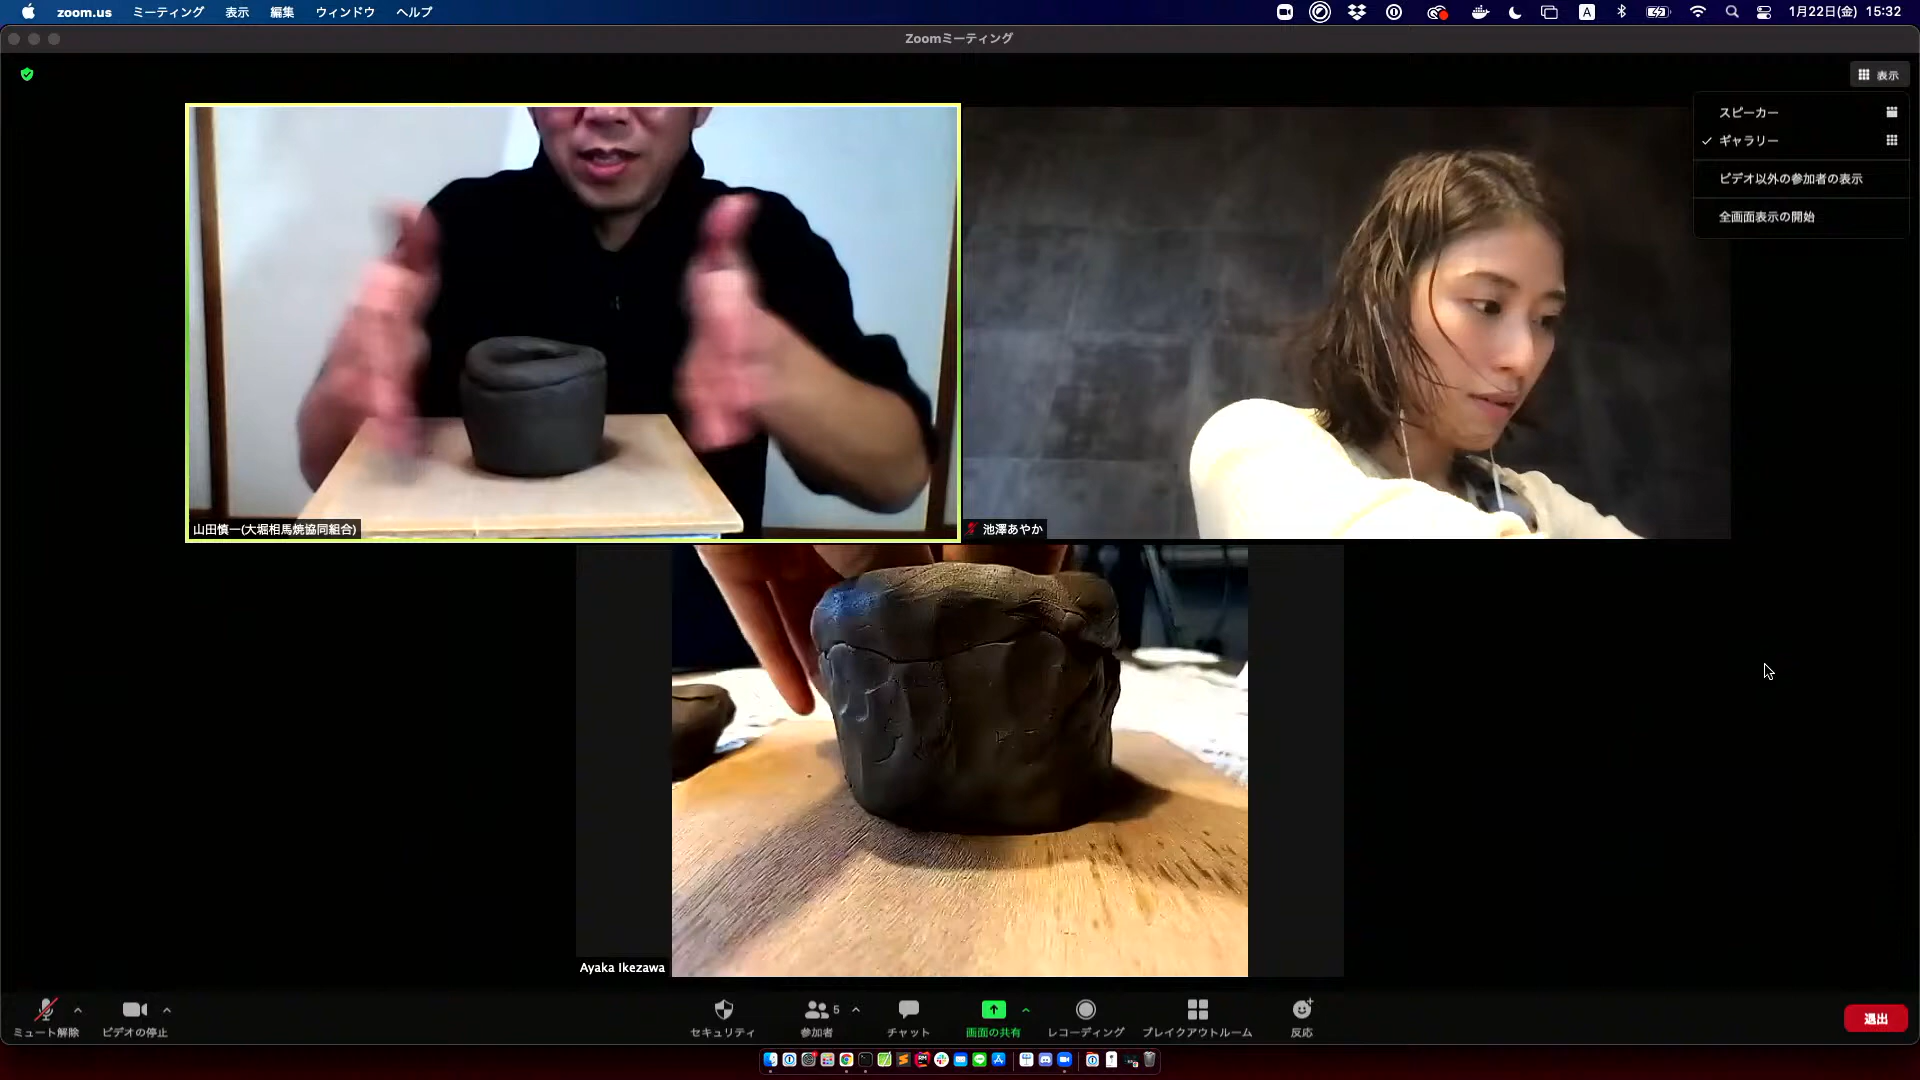 zoom.us ミーティング 表示 編集 ウィンドウ ヘルプ
A
1月22日(金) 15:32
Zoomミーティング
表示
スピーカー
ギャラリー
ビデオ以外の参加者の表示
全画面表示の開始
山田慎一(大堀相馬焼協同組合)
池澤あやか
Ayaka Ikezawa
ミュート解除
ビデオの停止
セキュリティ
参加者
5
チャット
画面の共有
レコーディング
ブレイクアウトルーム
反応
退出